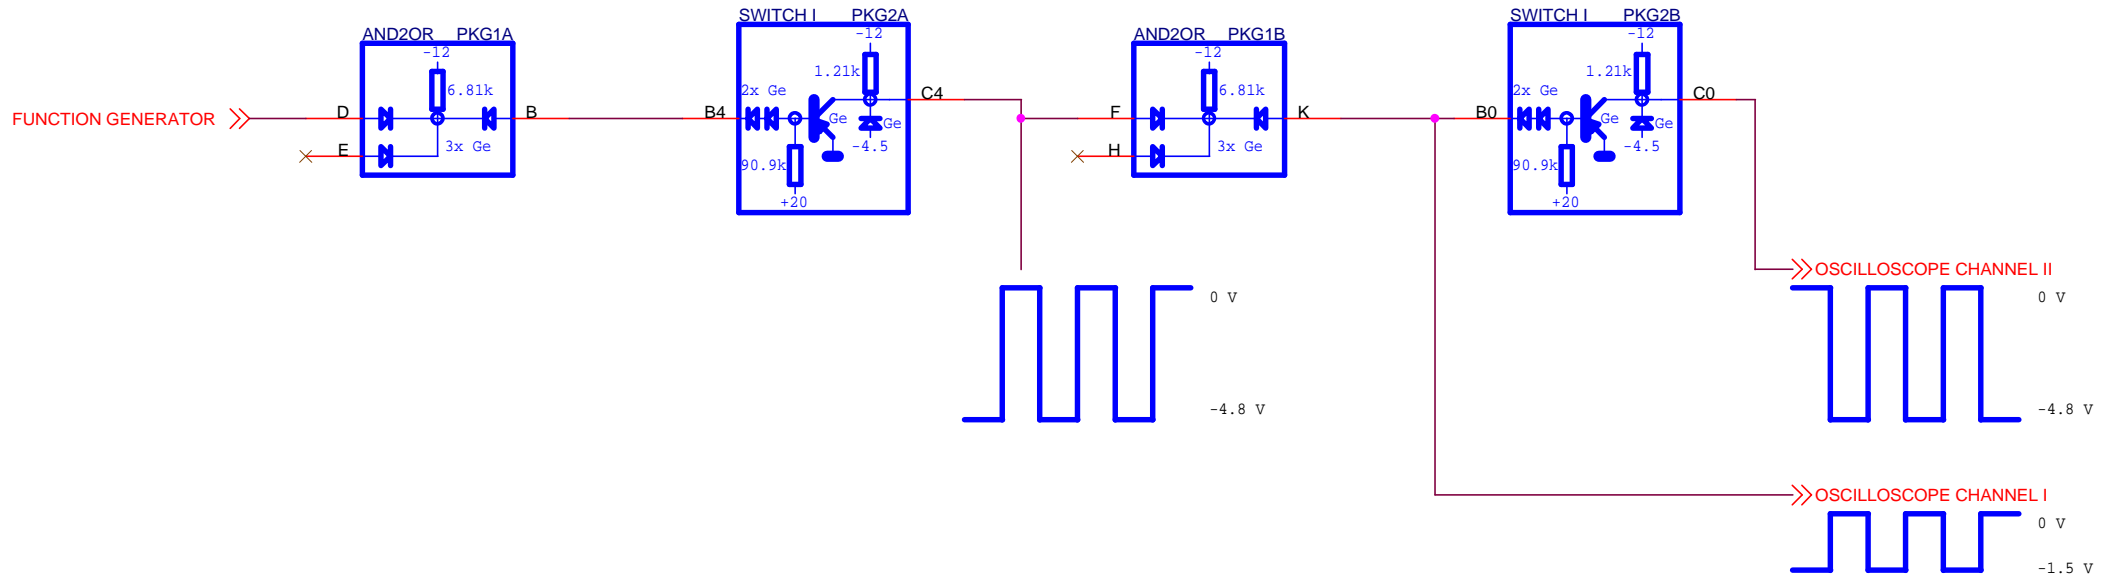 SWITCH I PKG2A
SWITCH I PKG2B
AND2OR PKG1A
AND2OR PKG1B
-12
-12
-12
-12
1.21k
1.21k
2x Ge
6.81k
2x Ge
6.81k
C4
C0
FUNCTION GENERATOR
D
B
B4
Ge
Ge
F
K
B0
Ge
Ge
E
3x Ge
-4.5
H
3x Ge
-4.5
90.9k
90.9k
+20
+20
OSCILLOSCOPE CHANNEL II
0 V
0 V
-4.8 V
-4.8 V
OSCILLOSCOPE CHANNEL I
0 V
-1.5 V